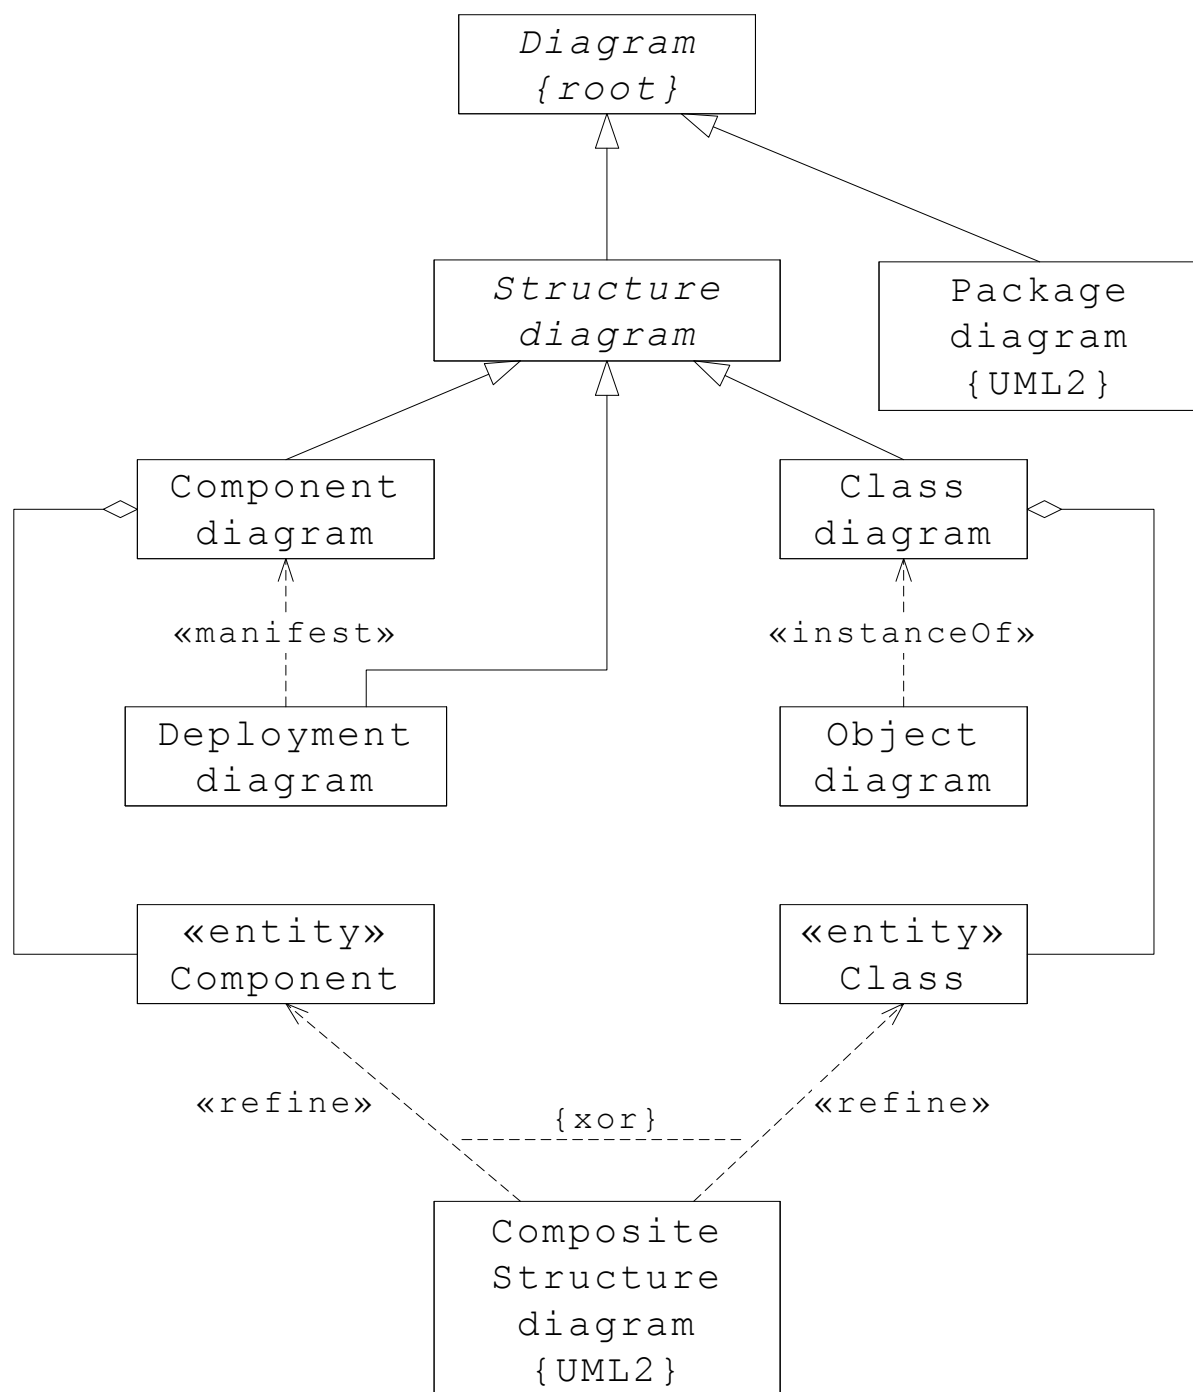 Diagram
{root}
Structure
diagram
Package
diagram
{UML2}
Component
diagram
Class
diagram
«manifest»
«instanceOf»
Deployment
diagram
Object
diagram
«entity»
Component
«entity»
Class
«refine»
{xor}
«refine»
Composite
Structure
diagram
{UML2}